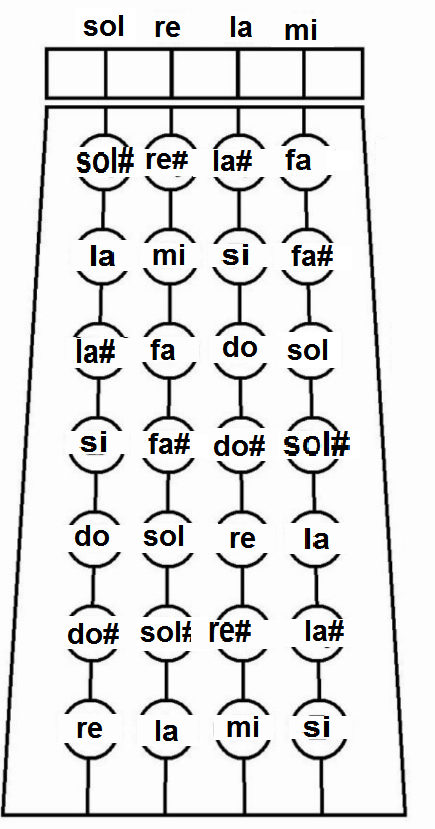 sol re la mi
sol# re# la# fa
la mi si fa#
la# fa do sol
si fa# do# sol#
do sol re la
do# sol# re# la#
re la mi si